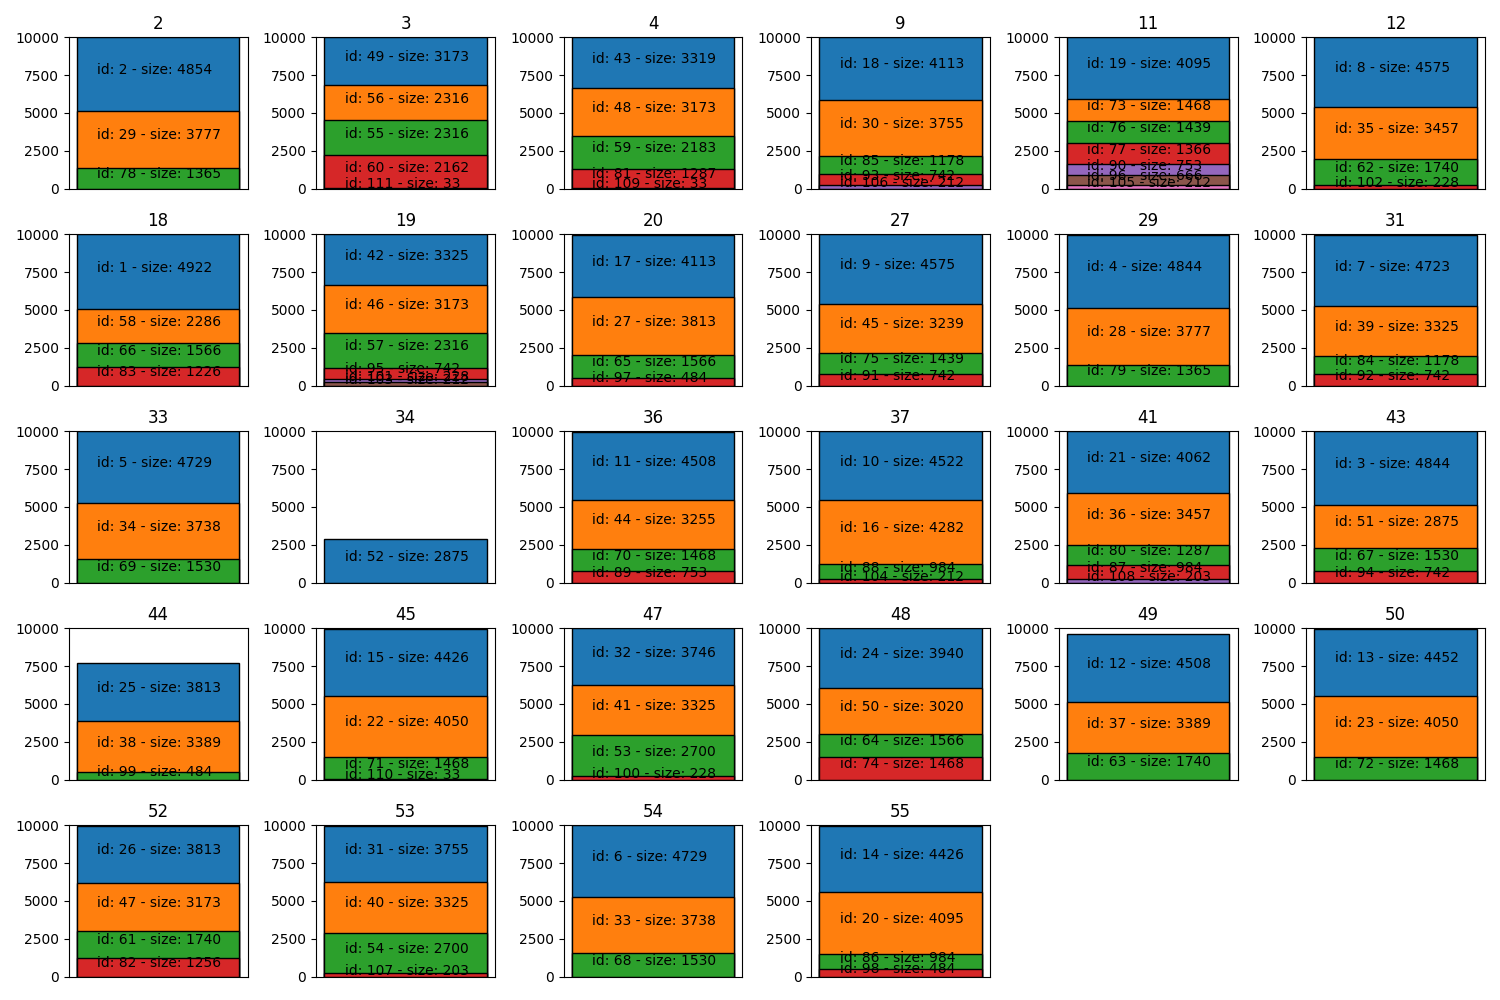 2
10000
7500
5000
2500
0
id: 2 - size: 4854
id: 29 - size: 3777
id: 78 - size: 1365
3
10000
7500
5000
2500
0
id: 49 - size: 3173
id: 56 - size: 2316
id: 55 - size: 2316
id: 60 - size: 2162
id: 111 - size: 33
4
10000
7500
5000
2500
0
id: 43 - size: 3319
id: 48 - size: 3173
id: 59 - size: 2183
id: 81 - size: 1287
id: 109 - size: 33
9
10000
7500
5000
2500
0
id: 18 - size: 4113
id: 30 - size: 3755
id: 85 - size: 1178
id: 93 - size: 742
id: 106 - size: 212
11
10000
7500
5000
2500
0
id: 19 - size: 4095
id: 73 - size: 1468
id: 76 - size: 1439
id: 77 - size: 1366
id: 90 - size: 753
id: 96 - size: 666
id: 105 - size: 212
12
10000
7500
5000
2500
0
id: 8 - size: 4575
id: 35 - size: 3457
id: 62 - size: 1740
id: 102 - size: 228
18
10000
7500
5000
2500
0
id: 1 - size: 4922
id: 58 - size: 2286
id: 66 - size: 1566
id: 83 - size: 1226
19
10000
7500
5000
2500
0
id: 42 - size: 3325
id: 46 - size: 3173
id: 57 - size: 2316
id: 95 - size: 742
id: 101 - size: 228
id: 103 - size: 212
20
10000
7500
5000
2500
0
id: 17 - size: 4113
id: 27 - size: 3813
id: 65 - size: 1566
id: 97 - size: 484
27
10000
7500
5000
2500
0
id: 9 - size: 4575
id: 45 - size: 3239
id: 75 - size: 1439
id: 91 - size: 742
29
10000
7500
5000
2500
0
id: 4 - size: 4844
id: 28 - size: 3777
id: 79 - size: 1365
31
10000
7500
5000
2500
0
id: 7 - size: 4723
id: 39 - size: 3325
id: 84 - size: 1178
id: 92 - size: 742
33
10000
7500
5000
2500
0
id: 5 - size: 4729
id: 34 - size: 3738
id: 69 - size: 1530
34
10000
7500
5000
2500
0
id: 52 - size: 2875
36
10000
7500
5000
2500
0
id: 11 - size: 4508
id: 44 - size: 3255
id: 70 - size: 1468
id: 89 - size: 753
37
10000
7500
5000
2500
0
id: 10 - size: 4522
id: 16 - size: 4282
id: 88 - size: 984
id: 104 - size: 212
41
10000
7500
5000
2500
0
id: 21 - size: 4062
id: 36 - size: 3457
id: 80 - size: 1287
id: 87 - size: 984
id: 108 - size: 203
43
10000
7500
5000
2500
0
id: 3 - size: 4844
id: 51 - size: 2875
id: 67 - size: 1530
id: 94 - size: 742
44
10000
7500
5000
2500
0
id: 25 - size: 3813
id: 38 - size: 3389
id: 99 - size: 484
45
10000
7500
5000
2500
0
id: 15 - size: 4426
id: 22 - size: 4050
id: 71 - size: 1468
id: 110 - size: 33
47
10000
7500
5000
2500
0
id: 32 - size: 3746
id: 41 - size: 3325
id: 53 - size: 2700
id: 100 - size: 228
48
10000
7500
5000
2500
0
id: 24 - size: 3940
id: 50 - size: 3020
id: 64 - size: 1566
id: 74 - size: 1468
49
10000
7500
5000
2500
0
id: 12 - size: 4508
id: 37 - size: 3389
id: 63 - size: 1740
50
10000
7500
5000
2500
0
id: 13 - size: 4452
id: 23 - size: 4050
id: 72 - size: 1468
52
10000
7500
5000
2500
0
id: 26 - size: 3813
id: 47 - size: 3173
id: 61 - size: 1740
id: 82 - size: 1256
53
10000
7500
5000
2500
0
id: 31 - size: 3755
id: 40 - size: 3325
id: 54 - size: 2700
id: 107 - size: 203
54
10000
7500
5000
2500
0
id: 6 - size: 4729
id: 33 - size: 3738
id: 68 - size: 1530
55
10000
7500
5000
2500
0
id: 14 - size: 4426
id: 20 - size: 4095
id: 86 - size: 984
id: 98 - size: 484